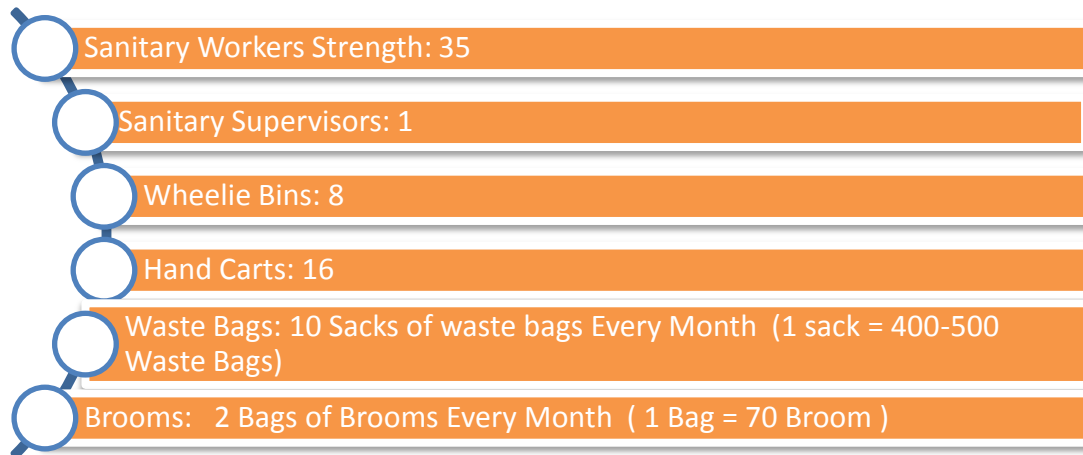 Sanitary Workers Strength: 35
Sanitary Supervisors: 1
Wheelie Bins: 8
Hand Carts: 16
Waste Bags: 10 Sacks of waste bags Every Month  (1 sack = 400-500
Waste Bags)
Brooms:   2 Bags of Brooms Every Month  ( 1 Bag = 70 Broom )